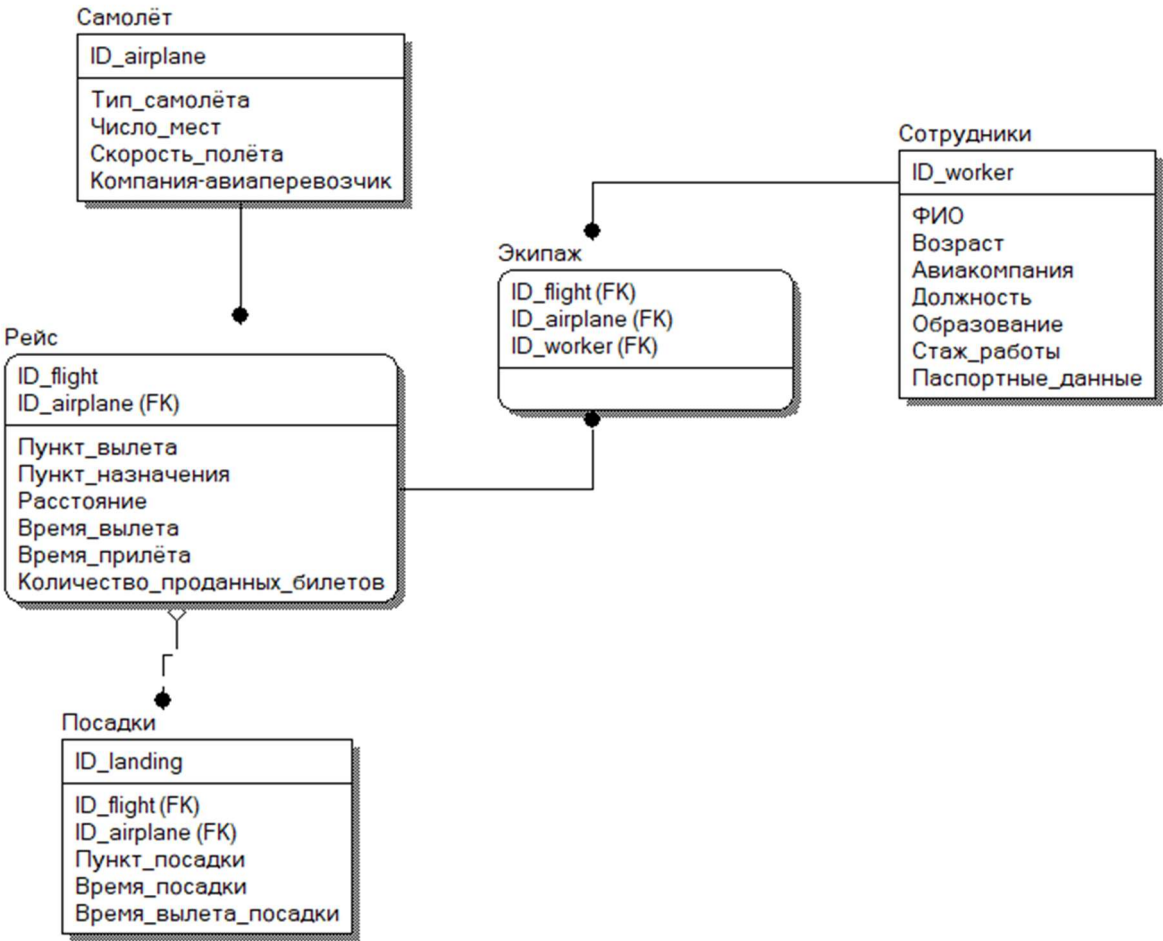 Самолёт
ID_airplane
Тип_самолёта
Число_мест
Скорость_полёта
Компания-авиаперевозчик
Сотрудники
ID_worker
ФИО
Возраст
Авиакомпания
Должность
Образование
Стаж_работы
Паспортные_данные
Экипаж
ID_flight (FK)
ID_airplane (FK)
ID_worker (FK)
Рейс
ID_flight
ID_airplane (FK)
Пункт_вылета
Пункт_назначения
Расстояние
Время_вылета
Время_прилёта
Количество_проданных_билетов
Посадки
ID_landing
ID_flight (FK)
ID_airplane (FK)
Пункт_посадки
Время_посадки
Время_вылета_посадки